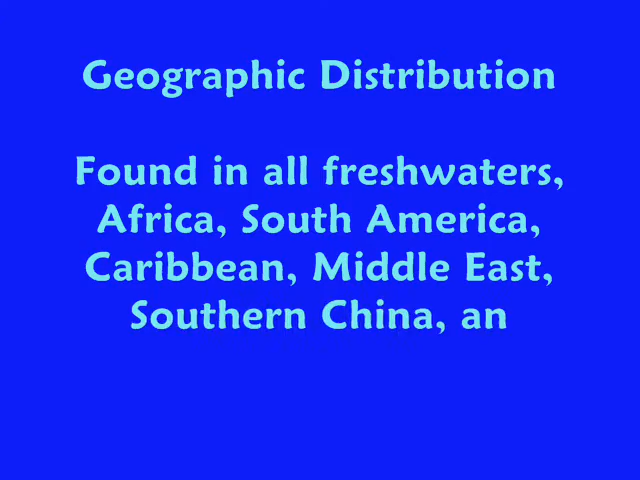 Geographic Distribution
Found in all freshwaters,
Africa, South America,
Caribbean, Middle East,
Southern China, an